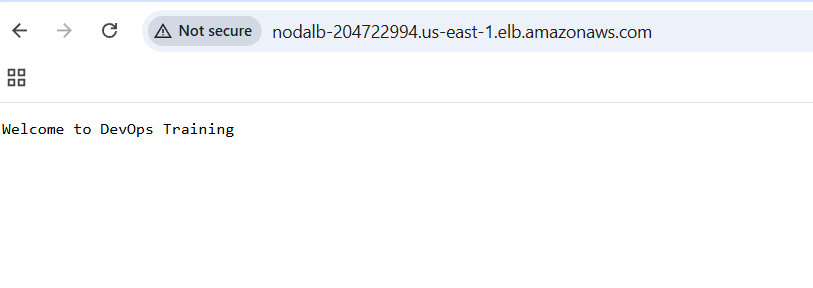 Not secure nodalb-204722994.us-east-1.elb.amazonaws.com
Welcome to DevOps Training